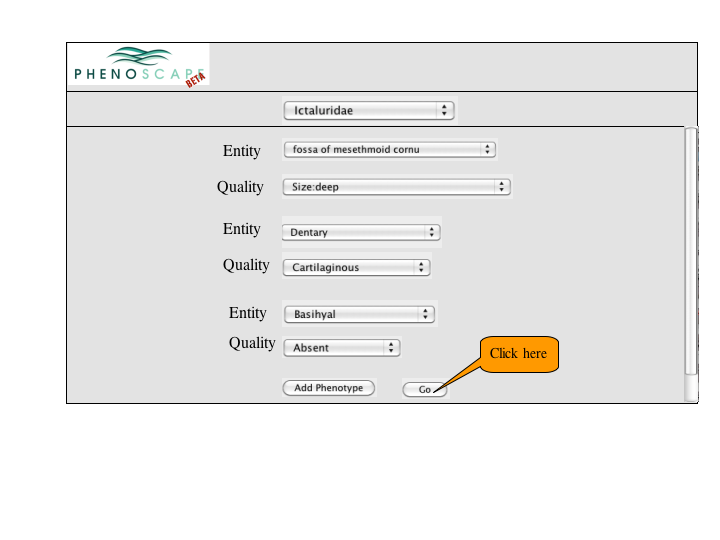 PHENOSCAPE
BETA
Ictaluridae
Entity fossa of mesethmoid cornu
Quality Size:deep
Entity Dentary
Quality Cartilaginous
Entity Basihyal
Quality Absent
Click here
Add Phenotype Go